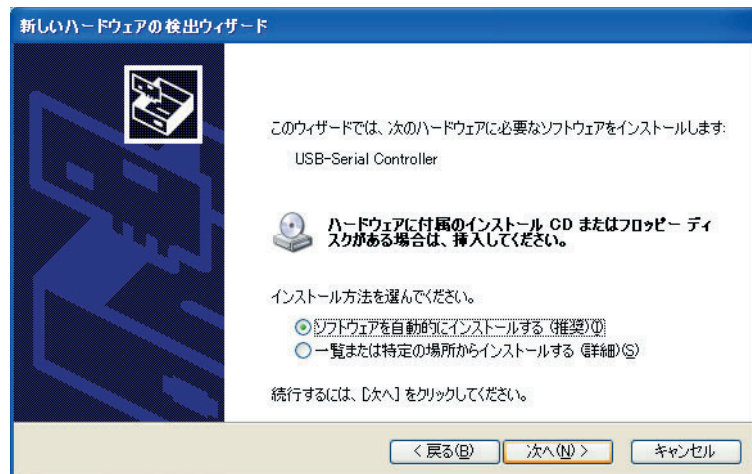 新しいハードウェアの検出ウィザード
このウィザードでは、次のハードウェアに必要なソフトウェアをインストールします:
USB-Serial Controller
ハードウェアに付属のインストール CD またはフロッピー ディ
スクがある場合は、挿入してください。
インストール方法を選んでください。
ソフトウェアを自動的にインストールする (推奨)(I)
一覧または特定の場所からインストールする (詳細)(S)
続行するには、[次へ] をクリックしてください。
< 戻る(B) 次へ(N) > キャンセル